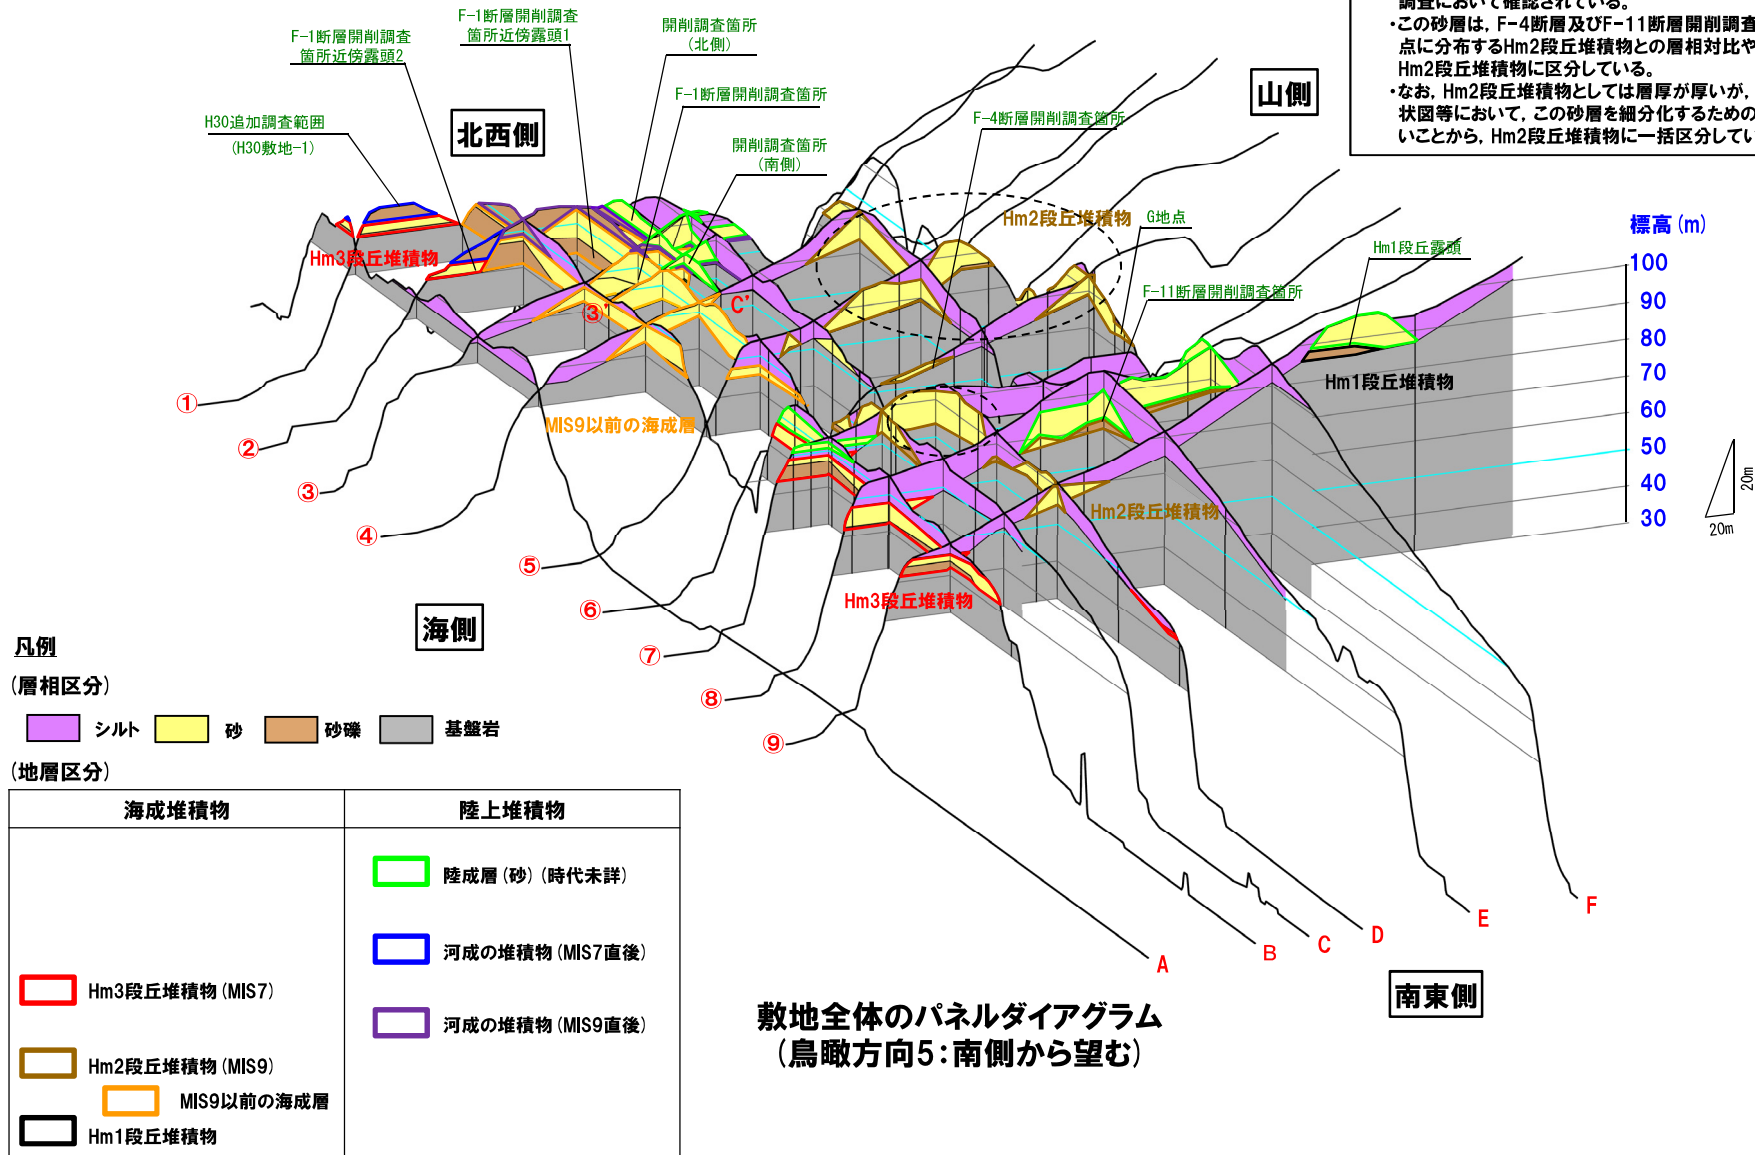 調査において確認されている。
・この砂層は，F-4断層及びF-11断層開削調査
点に分布するHm2段丘堆積物との層相対比や
Hm2段丘堆積物に区分している。
・なお，Hm2段丘堆積物としては層厚が厚いが，
状図等において，この砂層を細分化するための
いことから，Hm2段丘堆積物に一括区分してい
F-1断層開削調査
箇所近傍露頭2
F-1断層開削調査
箇所近傍露頭1
開削調査箇所
(北側)
F-1断層開削調査箇所
開削調査箇所
(南側)
H30追加調査範囲
(H30敷地-1)
北西側
山側
F-4断層開削調査箇所
Hm2段丘堆積物
G地点
Hm1段丘露頭
F-11断層開削調査箇所
標高(m)
100
90
80
70
60
50
40
30
20m
20m
Hm3段丘堆積物
③'
C'
Hm1段丘堆積物
MIS9以前の海成層
Hm2段丘堆積物
Hm3段丘堆積物
①
②
③
④
⑤
⑥
⑦
⑧
⑨
海側
A
B
C
D
E
F
南東側
凡例
(層相区分)
シルト 砂 砂礫 基盤岩
(地層区分)
海成堆積物 陸上堆積物
陸成層(砂)(時代未詳)
河成の堆積物(MIS7直後)
Hm3段丘堆積物(MIS7)
河成の堆積物(MIS9直後)
Hm2段丘堆積物(MIS9)
MIS9以前の海成層
Hm1段丘堆積物
敷地全体のパネルダイアグラム
(鳥瞰方向5：南側から望む)